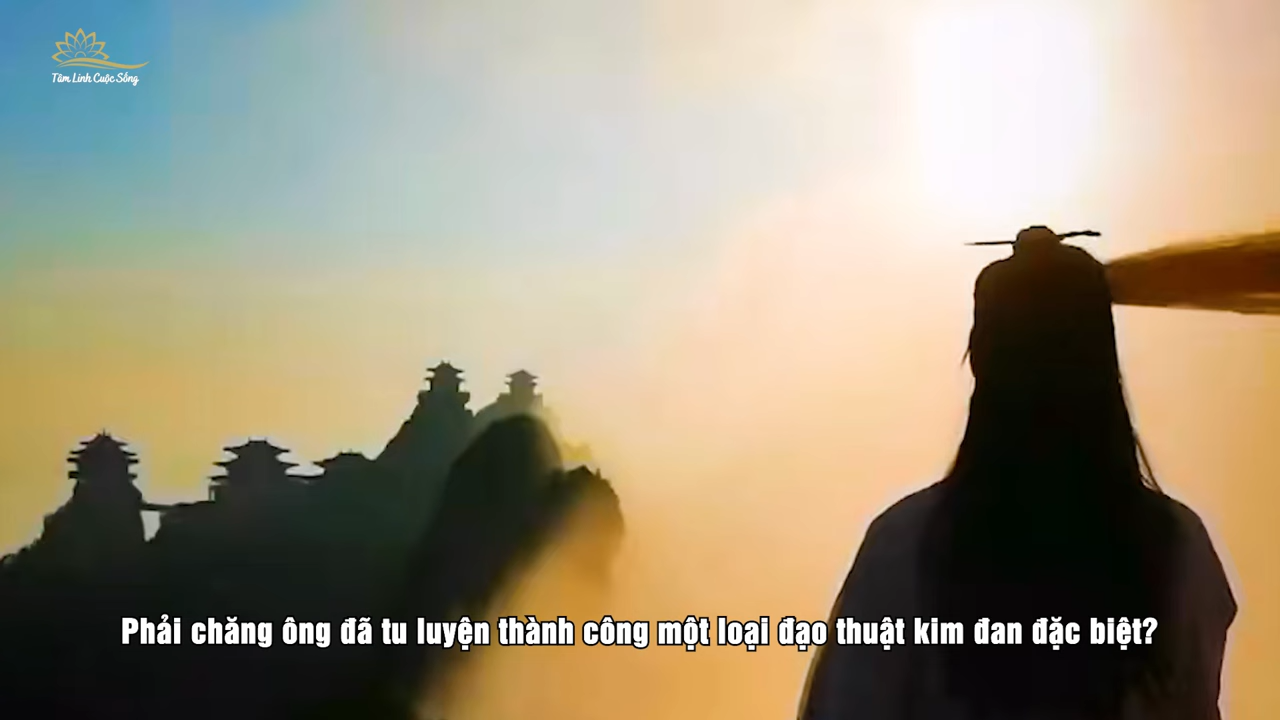 Tâm Linh Cuộc Sống
Phải chăng ông đã tu luyện thành công một loại đạo thuật kim đan đặc biệt?